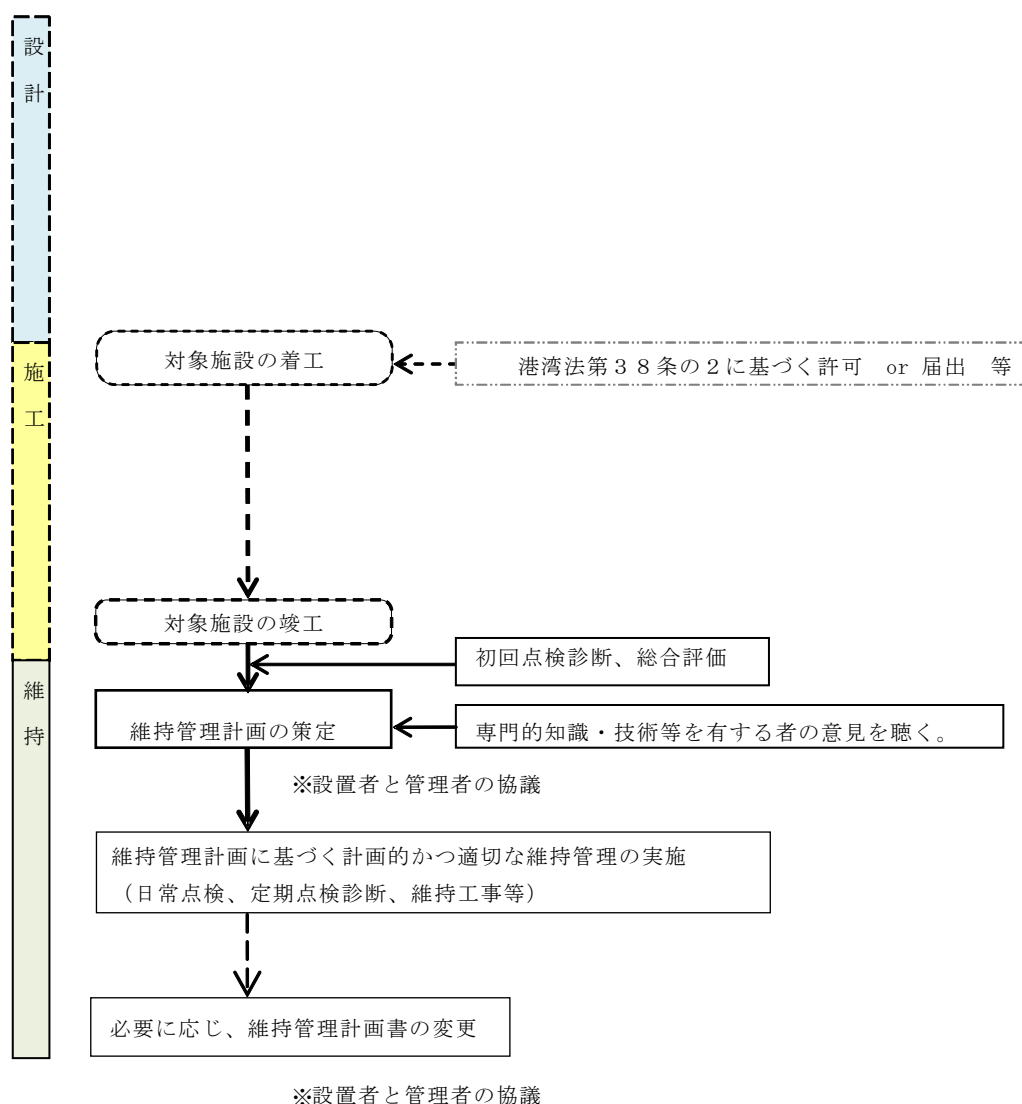 設計
対象施設の着工
港湾法第３８条の２に基づく許可　or 届出　等
施工
対象施設の竣工
初回点検診断、総合評価
維持
維持管理計画の策定
専門的知識・技術等を有する者の意見を聴く。
※設置者と管理者の協議
維持管理計画に基づく計画的かつ適切な維持管理の実施
（日常点検、定期点検診断、維持工事等）
必要に応じ、維持管理計画書の変更
※設置者と管理者の協議